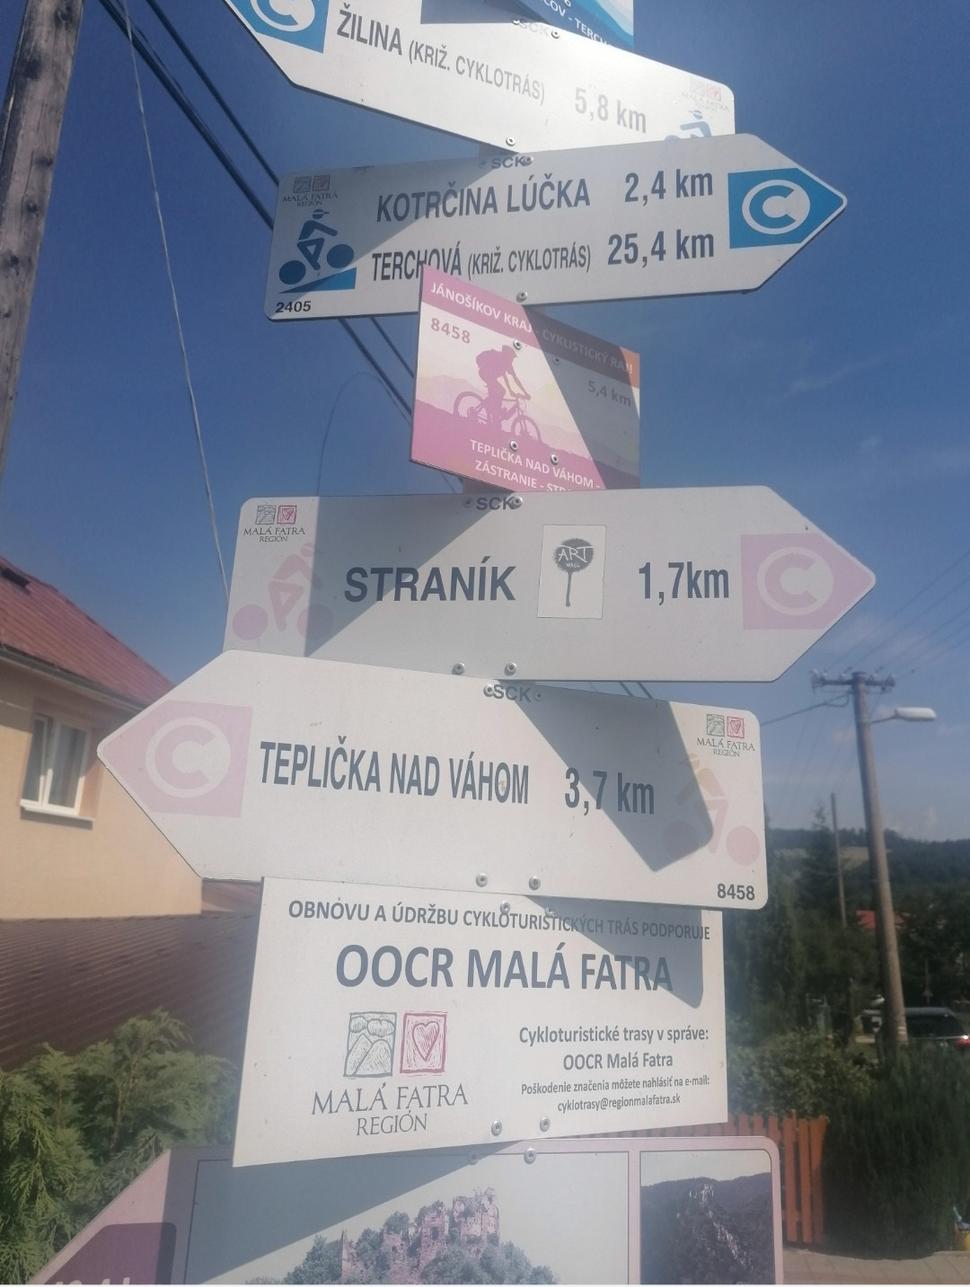 SCK
ŽILINA (KRIŽ. CYKLOTRÁS) 5,8 km
MALÁ FATRA
SCK
MALÁ FATRA
REGIÓN
KOTRČINA LÚČKA 2,4 km
TERCHOVÁ (KRIŽ. CYKLOTRÁS) 25,4 km
C
2405
JÁNOŠÍKOV KRAJ - CYKLISTICKÝ RAJ
8458
5,4 km
TEPLIČKA NAD VÁHOM -
ZÁSTRANIE -
SCK
MALÁ FATRA
REGIÓN
STRANÍK
ART
1,7km
C
SCK
C
TEPLIČKA NAD VÁHOM 3,7 km
MALÁ FATRA
REGIÓN
8458
OBNOVU A ÚDRŽBU CYKLOTURISTICKÝCH TRÁS PODPORUJE
OOCR MALÁ FATRA
MALÁ FATRA
REGIÓN
Cykloturistické trasy v správe:
OOCR Malá Fatra
Poškodenie značenia môžete nahlásiť na e-mail:
cyklotrasy@regionmalafatra.sk